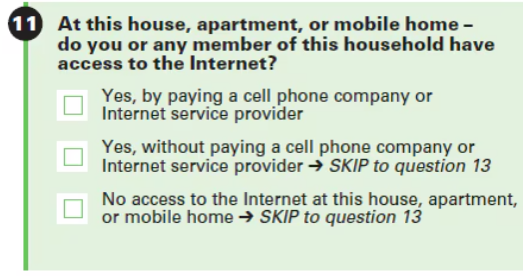 11 At this house, apartment, or mobile home –
do you or any member of this household have
access to the Internet?
Yes, by paying a cell phone company or
Internet service provider
Yes, without paying a cell phone company or
Internet service provider → SKIP to question 13
No access to the Internet at this house, apartment,
or mobile home → SKIP to question 13